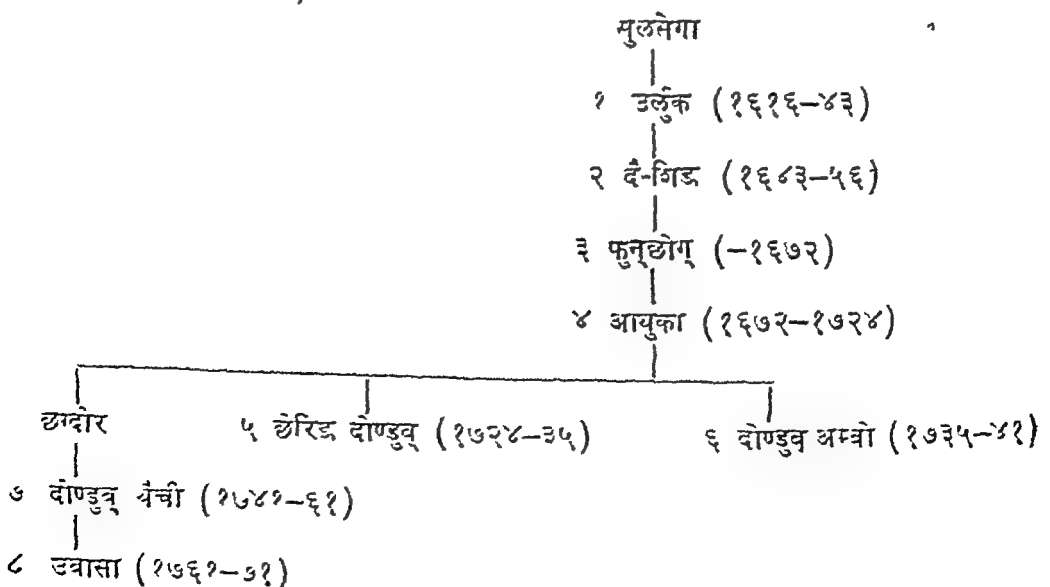 मुलसेगा
१ उर्लुक (१६१६–४३)
२ दै-शिङ (१६४३–५६)
३ फुन्छोग् (–१६७२)
४ आयुका (१६७२–१७२४)
छग्दोर ५ छेरिङ दोण्डुब् (१७२४–३५) ६ दोण्डुब् अम्बो (१७३५–४१)
७ दोण्डुब् थैची (१७४१–६१)
८ उबासा (१७६१–७१)